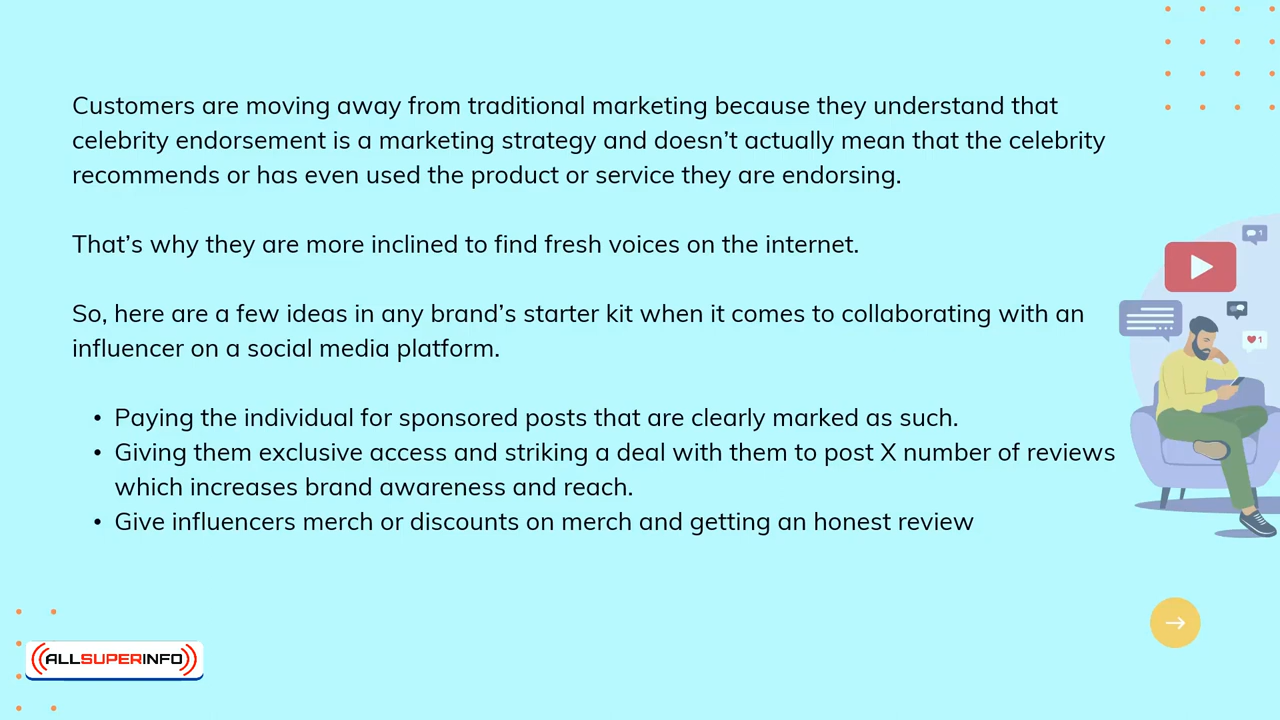 Customers are moving away from traditional marketing because they understand that
celebrity endorsement is a marketing strategy and doesn’t actually mean that the celebrity
recommends or has even used the product or service they are endorsing.
That’s why they are more inclined to find fresh voices on the internet.
So, here are a few ideas in any brand’s starter kit when it comes to collaborating with an
influencer on a social media platform.
• Paying the individual for sponsored posts that are clearly marked as such.
• Giving them exclusive access and striking a deal with them to post X number of reviews
which increases brand awareness and reach.
• Give influencers merch or discounts on merch and getting an honest review
1
1
ALLSUPERINFO